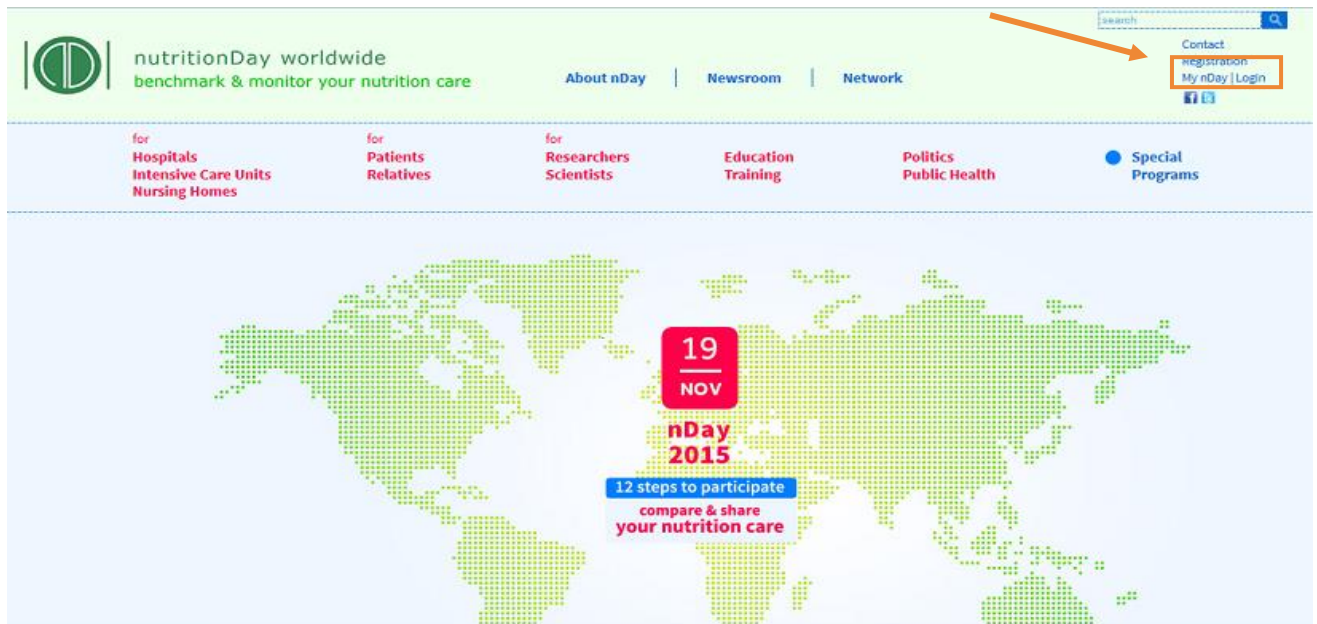 search
nutritionDay worldwide
benchmark & monitor your nutrition care
About nDay | Newsroom | Network
Contact
Registration
My nDay | Login
for
Hospitals
Intensive Care Units
Nursing Homes
for
Patients
Relatives
for
Researchers
Scientists
Education
Training
Politics
Public Health
Special
Programs
19
NOV
nDay
2015
12 steps to participate
compare & share
your nutrition care